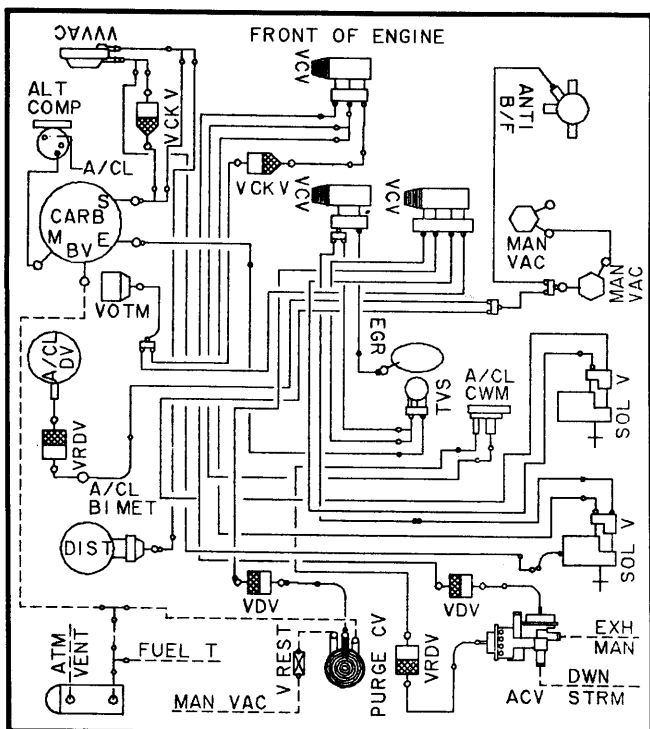 FRONT OF ENGINE
VVVAC
VCV
ALT
COMP
VCKV
A/CL
ANTI
B/F
VCKV
VCV
VCV
S
CARB
M
E
BV
MAN
VAC
MAN
VAC
VOTM
EGR
A/CL
DV
TVS
A/CL
CWM
SOL V
VRDV
A/CL
BIMET
DIST
SOL V
VDV
VDV
ATM
VENT
FUEL T
V REST
MAN VAC
PURGE CV
VRDV
EXH
MAN
ACV
DWN
STRM